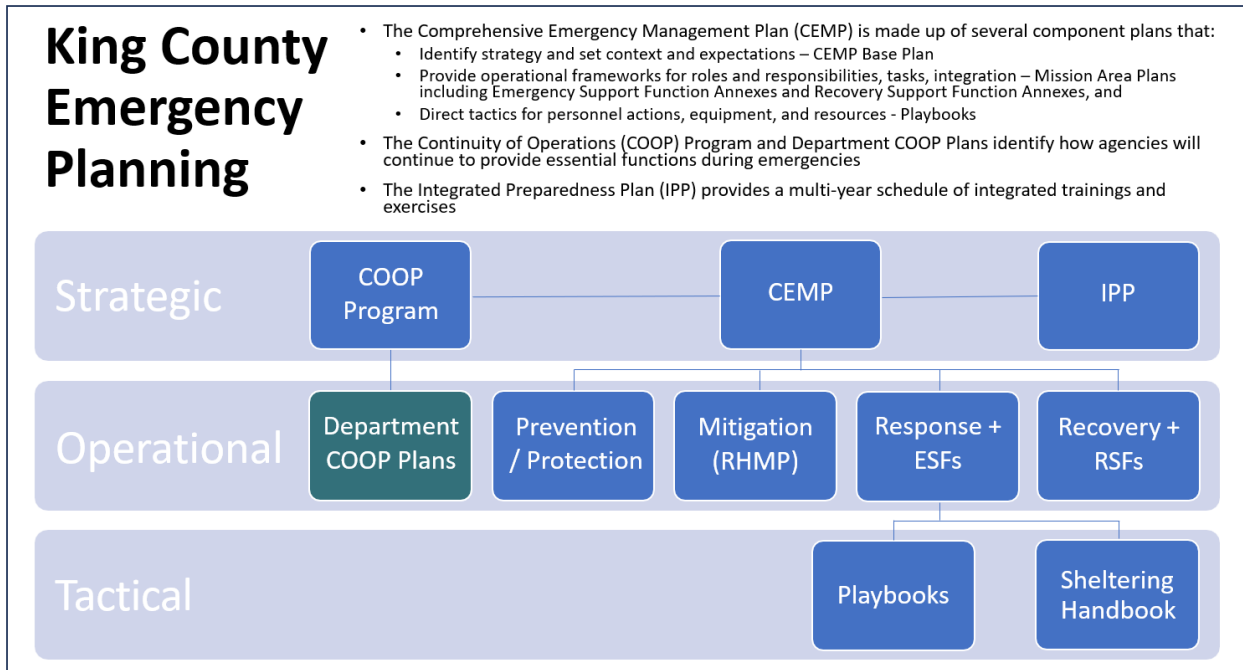 King County
Emergency
Planning
• The Comprehensive Emergency Management Plan (CEMP) is made up of several component plans that:
• Identify strategy and set context and expectations – CEMP Base Plan
• Provide operational frameworks for roles and responsibilities, tasks, integration – Mission Area Plans
including Emergency Support Function Annexes and Recovery Support Function Annexes, and
• Direct tactics for personnel actions, equipment, and resources - Playbooks
• The Continuity of Operations (COOP) Program and Department COOP Plans identify how agencies will
continue to provide essential functions during emergencies
• The Integrated Preparedness Plan (IPP) provides a multi-year schedule of integrated trainings and
exercises
Strategic
COOP
Program
CEMP
IPP
Operational
Department
COOP Plans
Prevention
/ Protection
Mitigation
(RHMP)
Response +
ESFs
Recovery +
RSFs
Tactical
Playbooks
Sheltering
Handbook